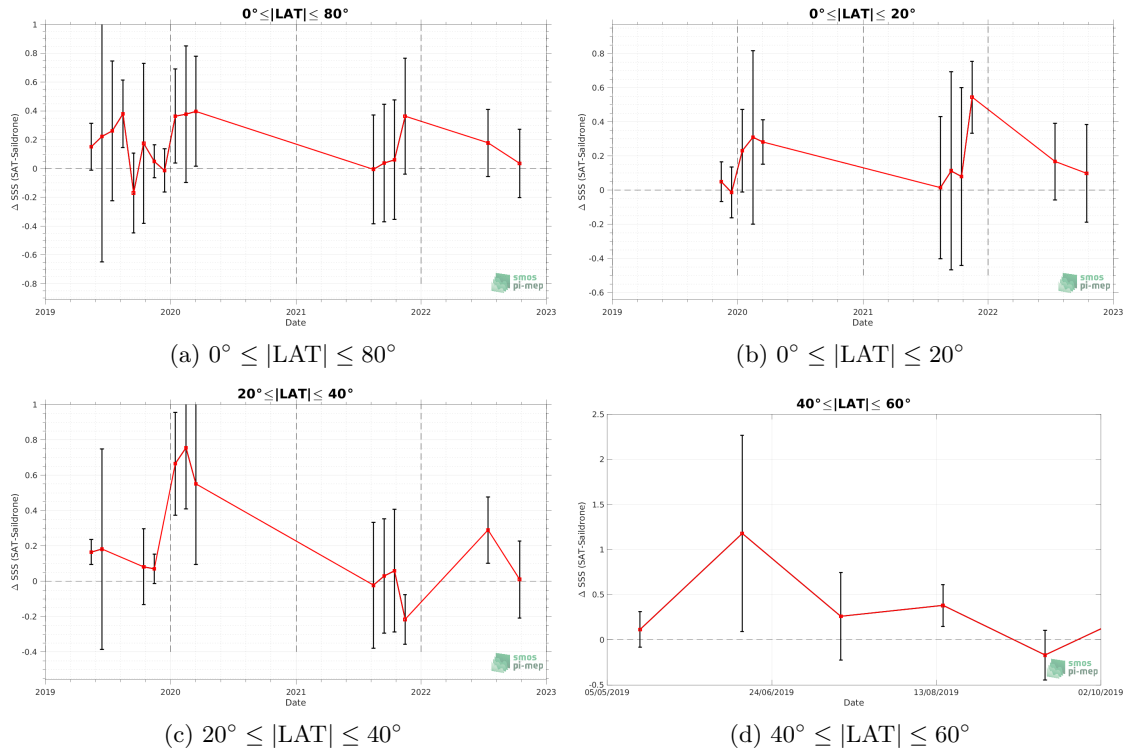 0°≤|LAT|≤ 80°
1
0.8
0.6
0.4
0.2
0
-0.2
-0.4
-0.6
-0.8
Δ SSS (SAT-Saildrone)
2019
2020
2021
2022
2023
Date
smos
pi-mep
(a) 0° ≤ |LAT| ≤ 80°
0°≤|LAT|≤ 20°
0.8
0.6
0.4
0.2
0
-0.2
-0.4
-0.6
Δ SSS (SAT-Saildrone)
2019
2020
2021
2022
2023
Date
smos
pi-mep
(b) 0° ≤ |LAT| ≤ 20°
20°≤|LAT|≤ 40°
1
0.8
0.6
0.4
0.2
0
-0.2
-0.4
Δ SSS (SAT-Saildrone)
2019
2020
2021
2022
2023
Date
smos
pi-mep
(c) 20° ≤ |LAT| ≤ 40°
40°≤|LAT|≤ 60°
2.5
2
1.5
1
0.5
0
-0.5
Δ SSS (SAT-Saildrone)
05/05/2019
24/06/2019
13/08/2019
02/10/2019
Date
smos
pi-mep
(d) 40° ≤ |LAT| ≤ 60°